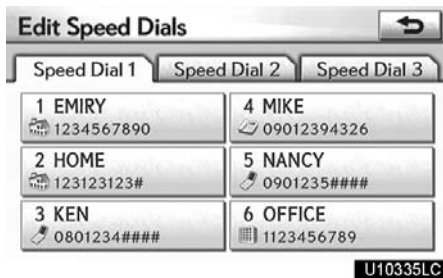 Edit Speed Dials
Speed Dial 1 Speed Dial 2 Speed Dial 3
1 EMIRY
1234567890
4 MIKE
09012394326
2 HOME
123123123#
5 NANCY
0901235####
3 KEN
0801234####
6 OFFICE
1123456789
U10335LC